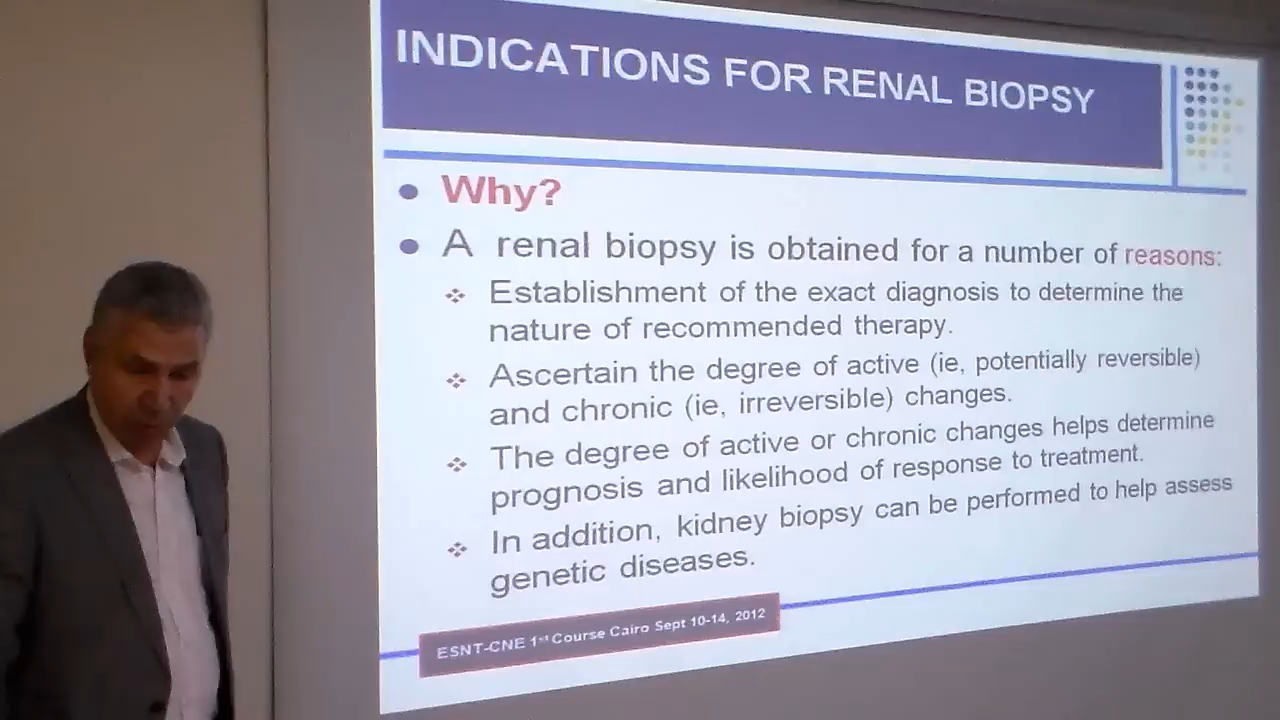 INDICATIONS FOR RENAL BIOPSY
Why?
A renal biopsy is obtained for a number of reasons:
Establishment of the exact diagnosis to determine the
nature of recommended therapy.
Ascertain the degree of active (ie, potentially reversible)
and chronic (ie, irreversible) changes.
The degree of active or chronic changes helps determine
prognosis and likelihood of response to treatment.
In addition, kidney biopsy can be performed to help assess
genetic diseases.
ESNT-CNE 1st Course Cairo Sept 10-14, 2012